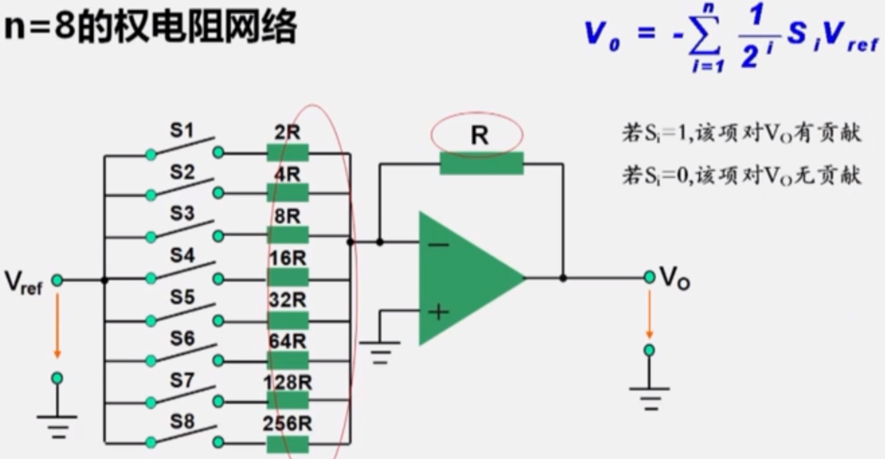 n=8的权电阻网络
V₀ = -∑ⁿᵢ₌₁ 1/2ⁱ SᵢVref
若Sᵢ=1,该项对V₀有贡献
若Sᵢ=0,该项对V₀无贡献
S1 2R
S2 4R
S3 8R
S4 16R
S5 32R
S6 64R
S7 128R
S8 256R
Vref
R
−
+
V₀